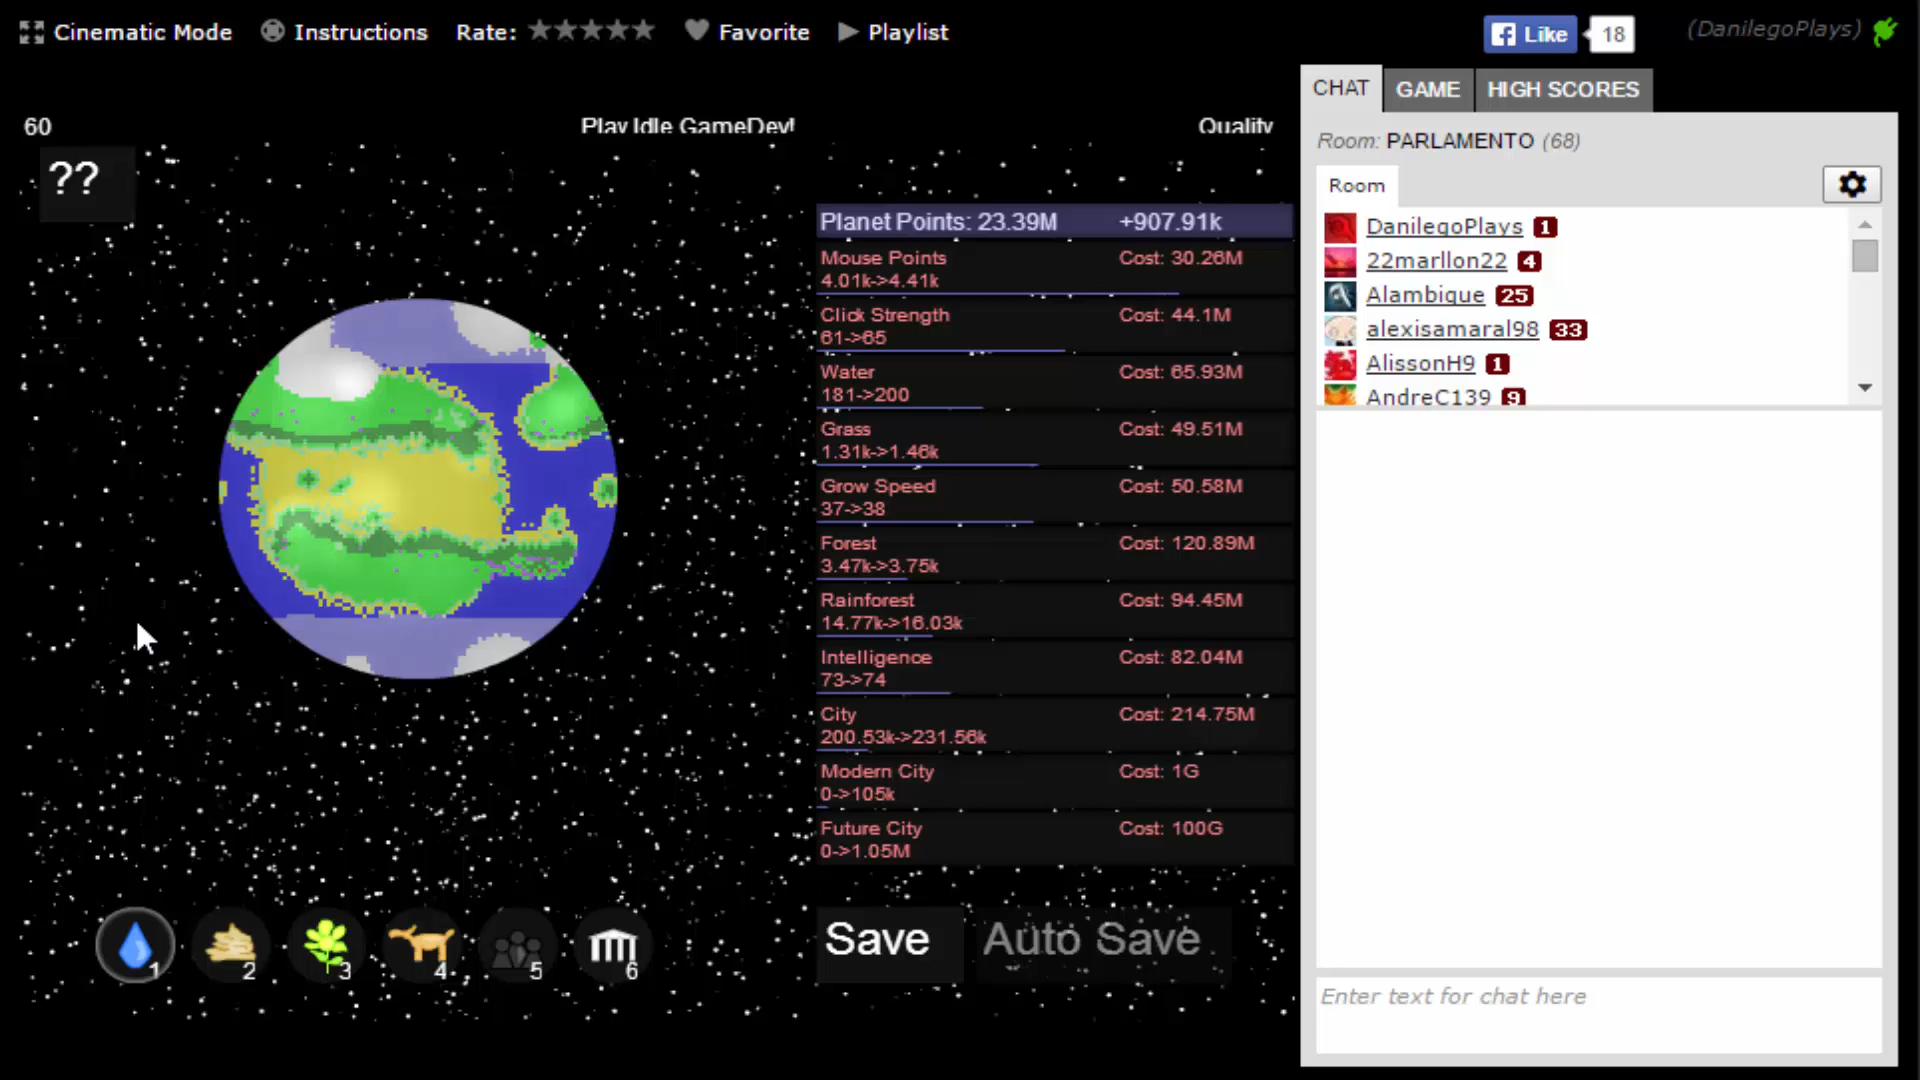 Cinematic Mode Instructions Rate: Favorite Playlist
Like 18 (DanilegoPlays)
60 Play Idle GameDev! Quality
??
Planet Points: 23.39M +907.91k
Mouse Points Cost: 30.26M
4.01k->4.41k
Click Strength Cost: 44.1M
61->65
Water Cost: 65.93M
181->200
Grass Cost: 49.51M
1.31k->1.46k
Grow Speed Cost: 50.58M
37->38
Forest Cost: 120.89M
3.47k->3.75k
Rainforest Cost: 94.45M
14.77k->16.03k
Intelligence Cost: 82.04M
73->74
City Cost: 214.75M
200.53k->231.56k
Modern City Cost: 1G
0->105k
Future City Cost: 100G
0->1.05M
1 2 3 4 5 6
Save Auto Save
CHAT GAME HIGH SCORES
Room: PARLAMENTO (68)
Room
DanilegoPlays 1
22marllon22 4
Alambique 25
alexisamaral98 33
AlissonH9 1
AndreC139 9
Enter text for chat here